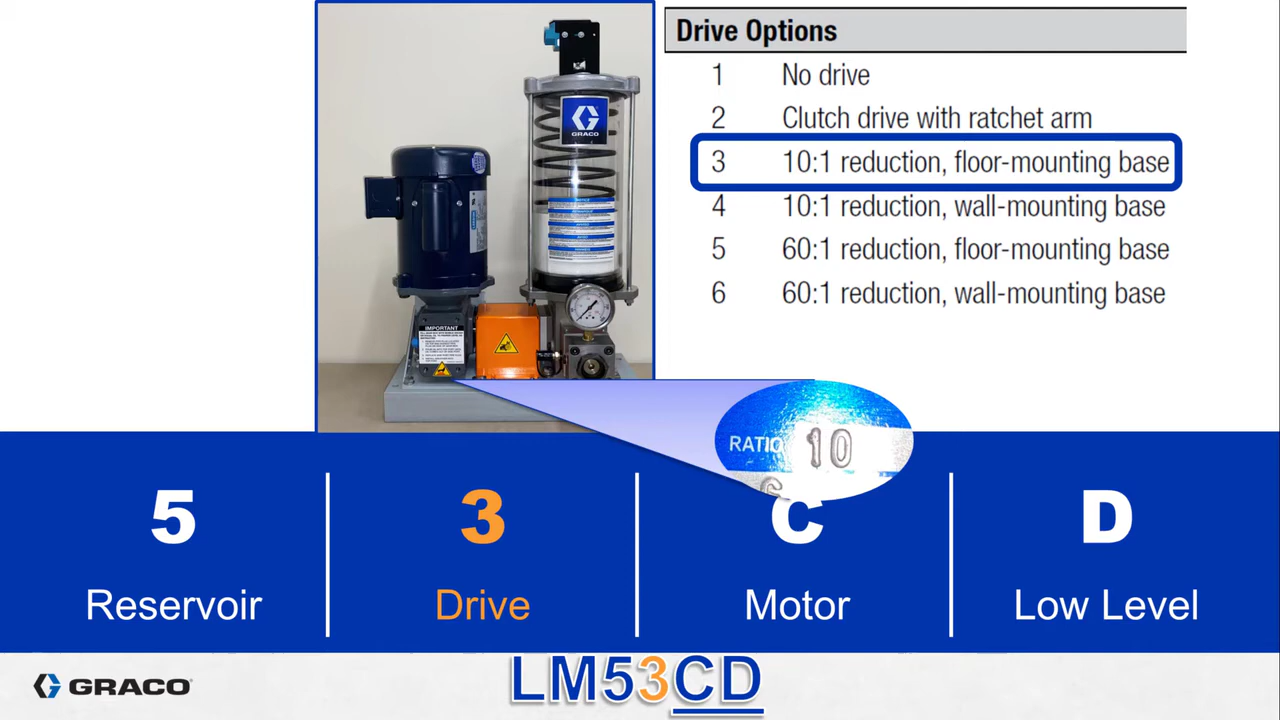 Drive Options
1 No drive
2 Clutch drive with ratchet arm
3 10:1 reduction, floor-mounting base
4 10:1 reduction, wall-mounting base
5 60:1 reduction, floor-mounting base
6 60:1 reduction, wall-mounting base
GRACO
IMPORTANT
RATIO 10
5
Reservoir
3
Drive
C
Motor
D
Low Level
GRACO
LM53CD